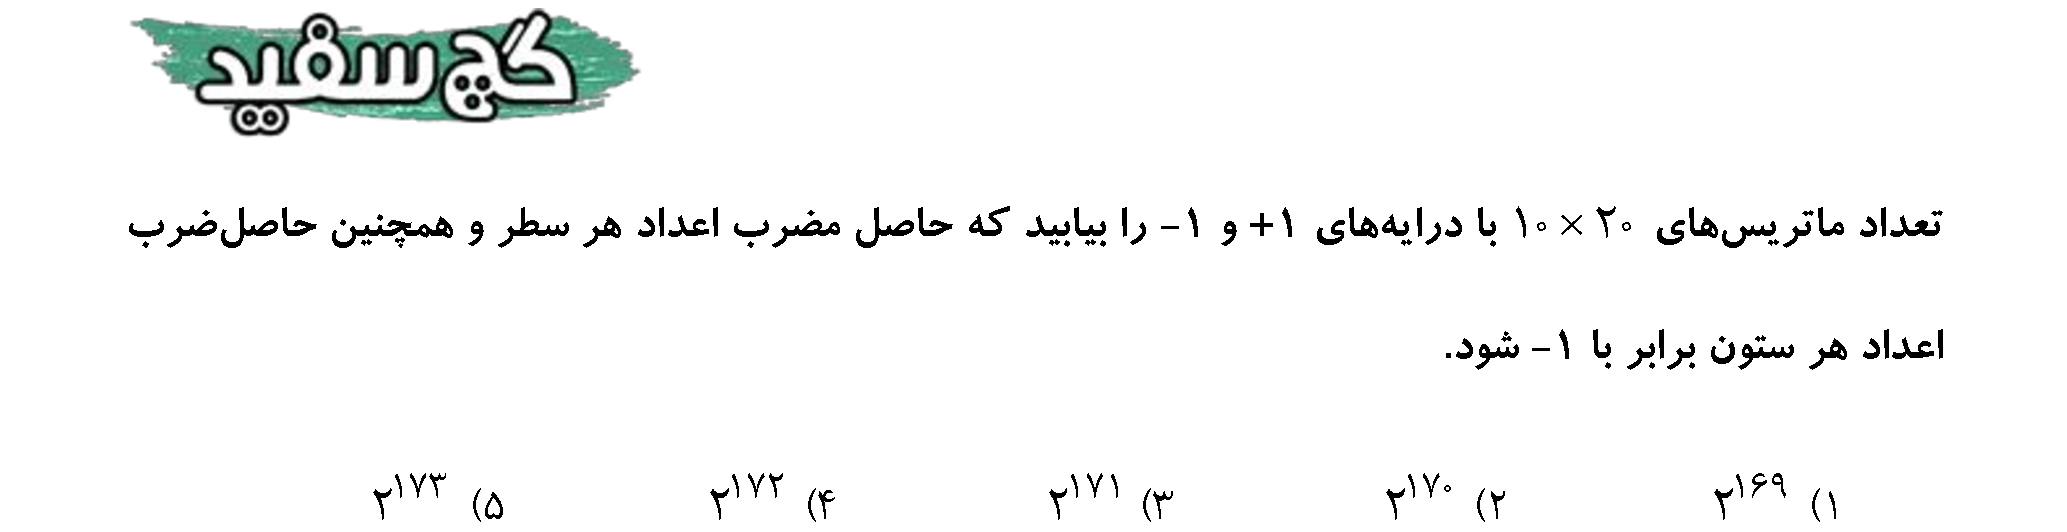 گچ سفید
تعداد ماتریس‌های ۱۰ × ۲۰ با درایه‌های ۱+ و ۱− را بیابید که حاصل مضرب اعداد هر سطر و همچنین حاصل‌ضرب
اعداد هر ستون برابر با ۱− شود.
۱) ۲^۱۶۹ ۲) ۲^۱۷۰ ۳) ۲^۱۷۱ ۴) ۲^۱۷۲ ۵) ۲^۱۷۳